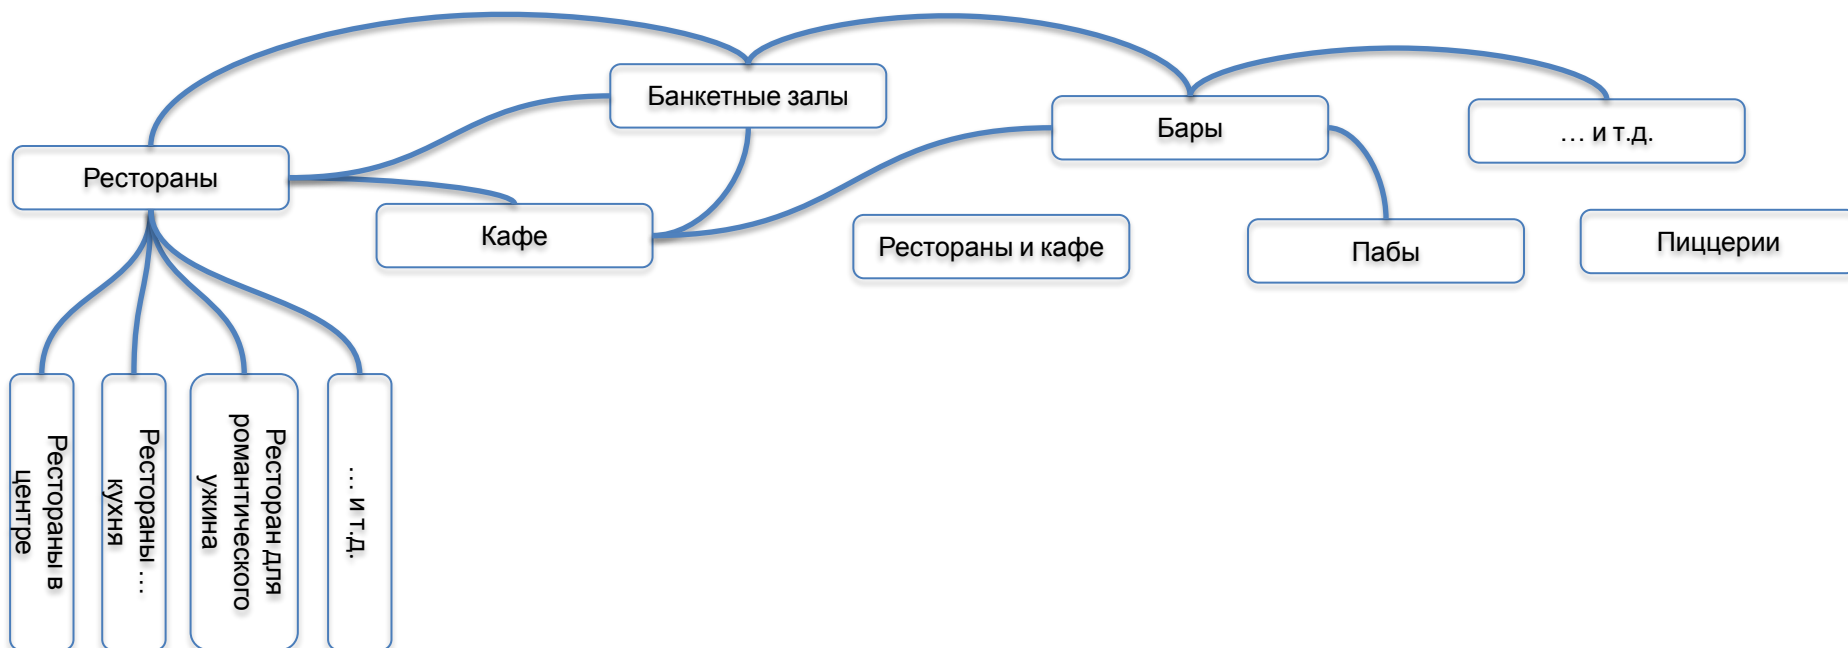 Банкетные залы
Бары
… и т.д.
Рестораны
Кафе
Рестораны и кафе
Пабы
Пиццерии
Рестораны в
центре
Рестораны …
кухня
Ресторан для
романтического
ужина
… и т.д.